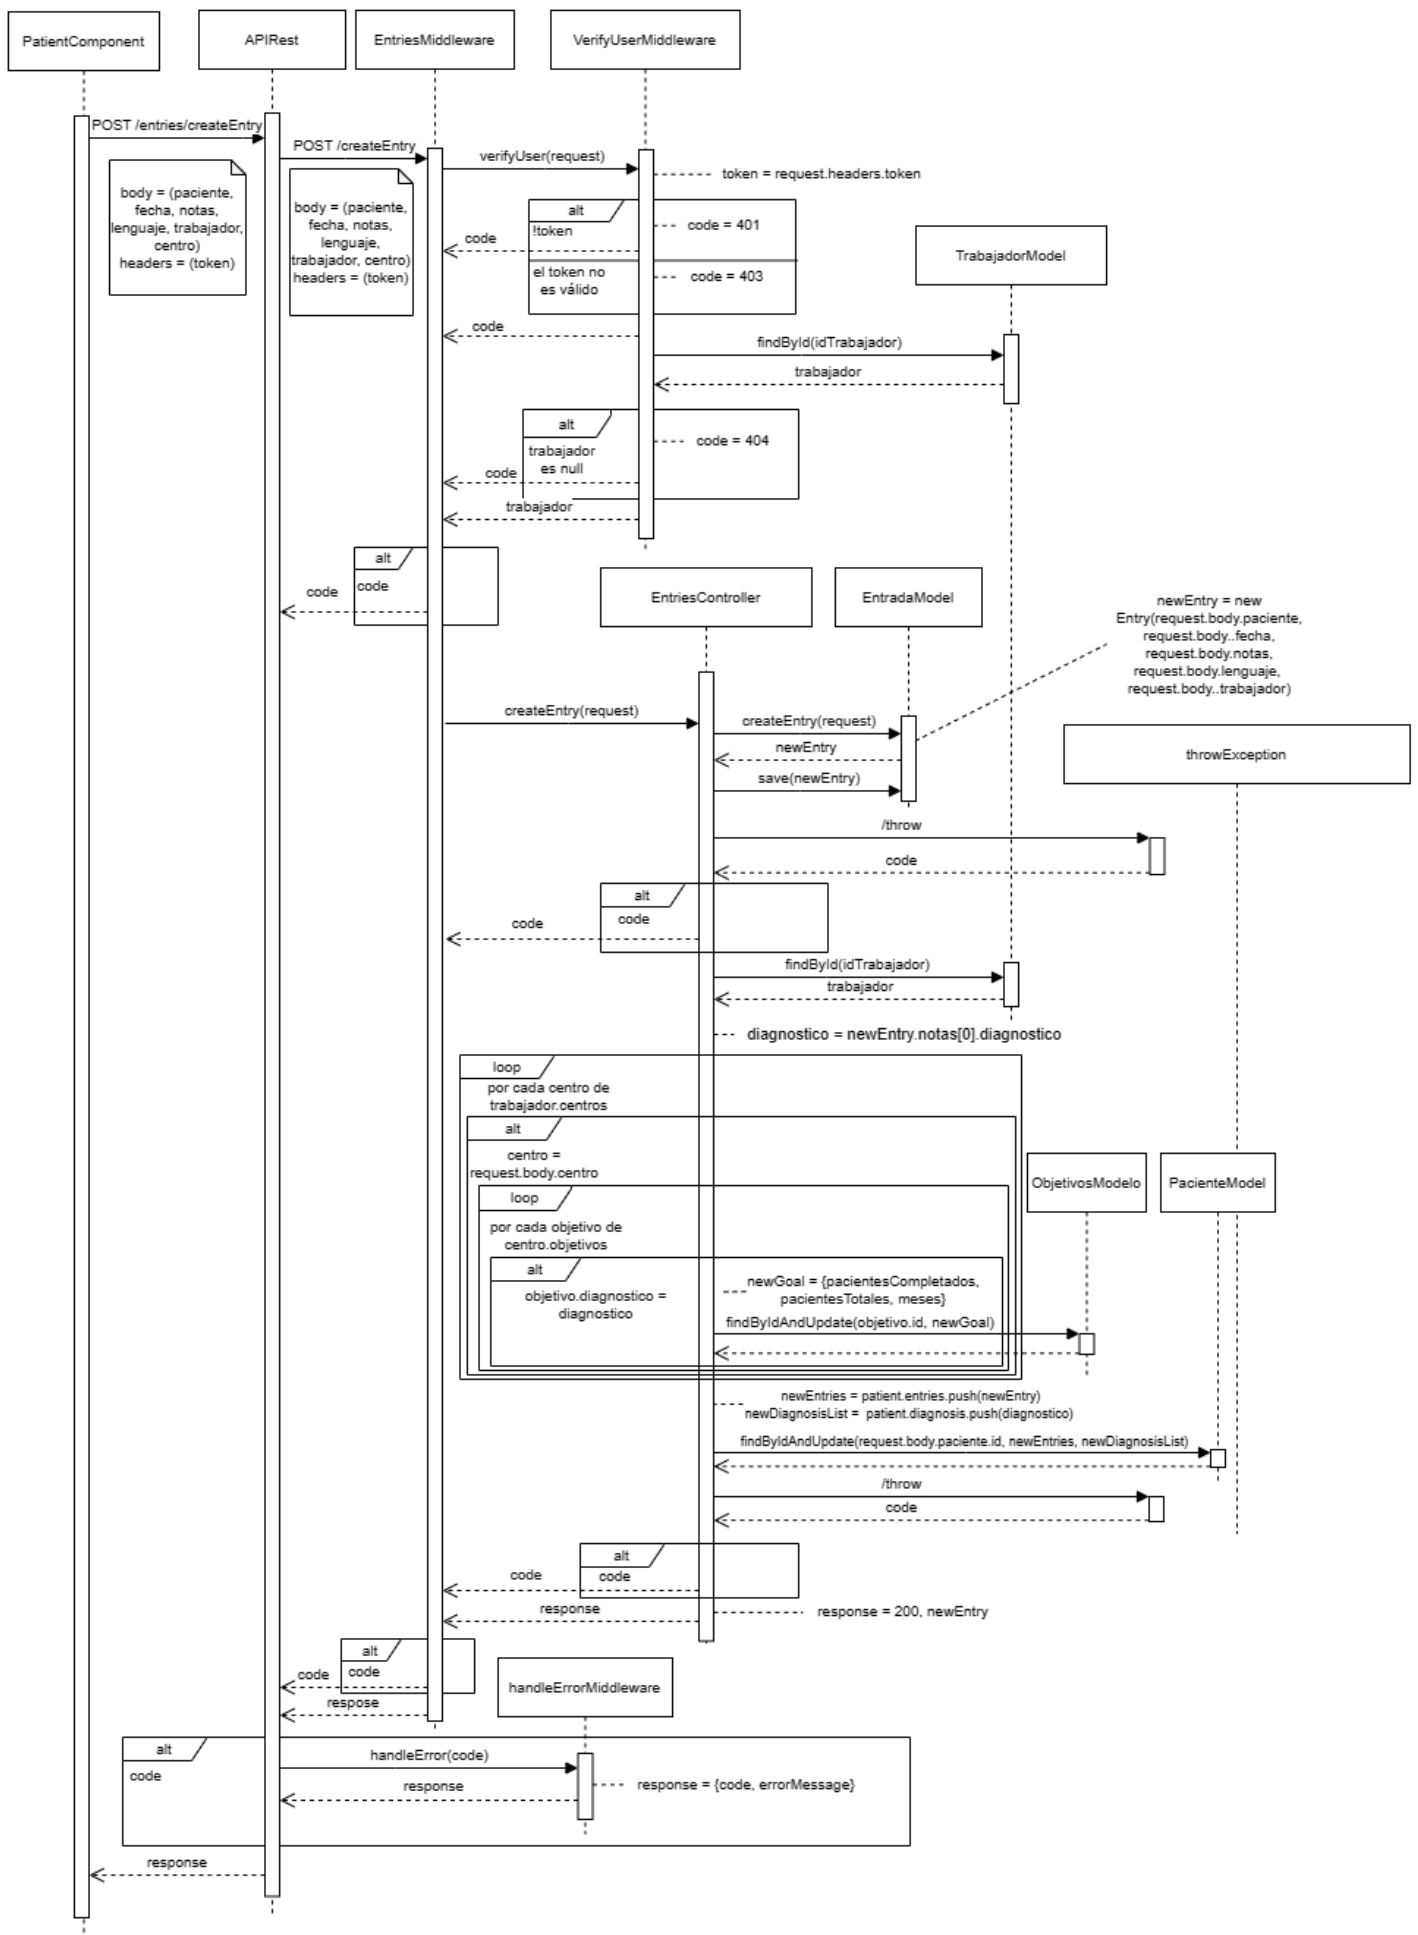 PatientComponent
APIRest
EntriesMiddleware
VerifyUserMiddleware
POST /entries/createEntry
POST /createEntry
verifyUser(request)
token = request.headers.token
body = (paciente,
fecha, notas,
lenguaje, trabajador,
centro)
headers = (token)
body = (paciente,
fecha, notas,
lenguaje,
trabajador, centro)
headers = (token)
alt
!token
code = 401
code
el token no
es válido
code = 403
code
TrabajadorModel
findById(idTrabajador)
trabajador
alt
trabajador
es null
code = 404
code
trabajador
alt
code
code
EntriesController
EntradaModel
newEntry = new
Entry(request.body.paciente,
request.body..fecha,
request.body.notas,
request.body.lenguaje,
request.body..trabajador)
createEntry(request)
createEntry(request)
newEntry
save(newEntry)
throwException
/throw
code
alt
code
code
findById(idTrabajador)
trabajador
diagnostico = newEntry.notas[0].diagnostico
loop
por cada centro de
trabajador.centros
alt
centro =
request.body.centro
loop
por cada objetivo de
centro.objetivos
alt
objetivo.diagnostico =
diagnostico
ObjetivosModelo
PacienteModel
newGoal = {pacientesCompletados,
pacientesTotales, meses}
findByIdAndUpdate(objetivo.id, newGoal)
newEntries = patient.entries.push(newEntry)
newDiagnosisList = patient.diagnosis.push(diagnostico)
findByIdAndUpdate(request.body.paciente.id, newEntries, newDiagnosisList)
/throw
code
alt
code
code
response
response = 200, newEntry
alt
code
code
respose
handleErrorMiddleware
alt
code
handleError(code)
response
response = {code, errorMessage}
response